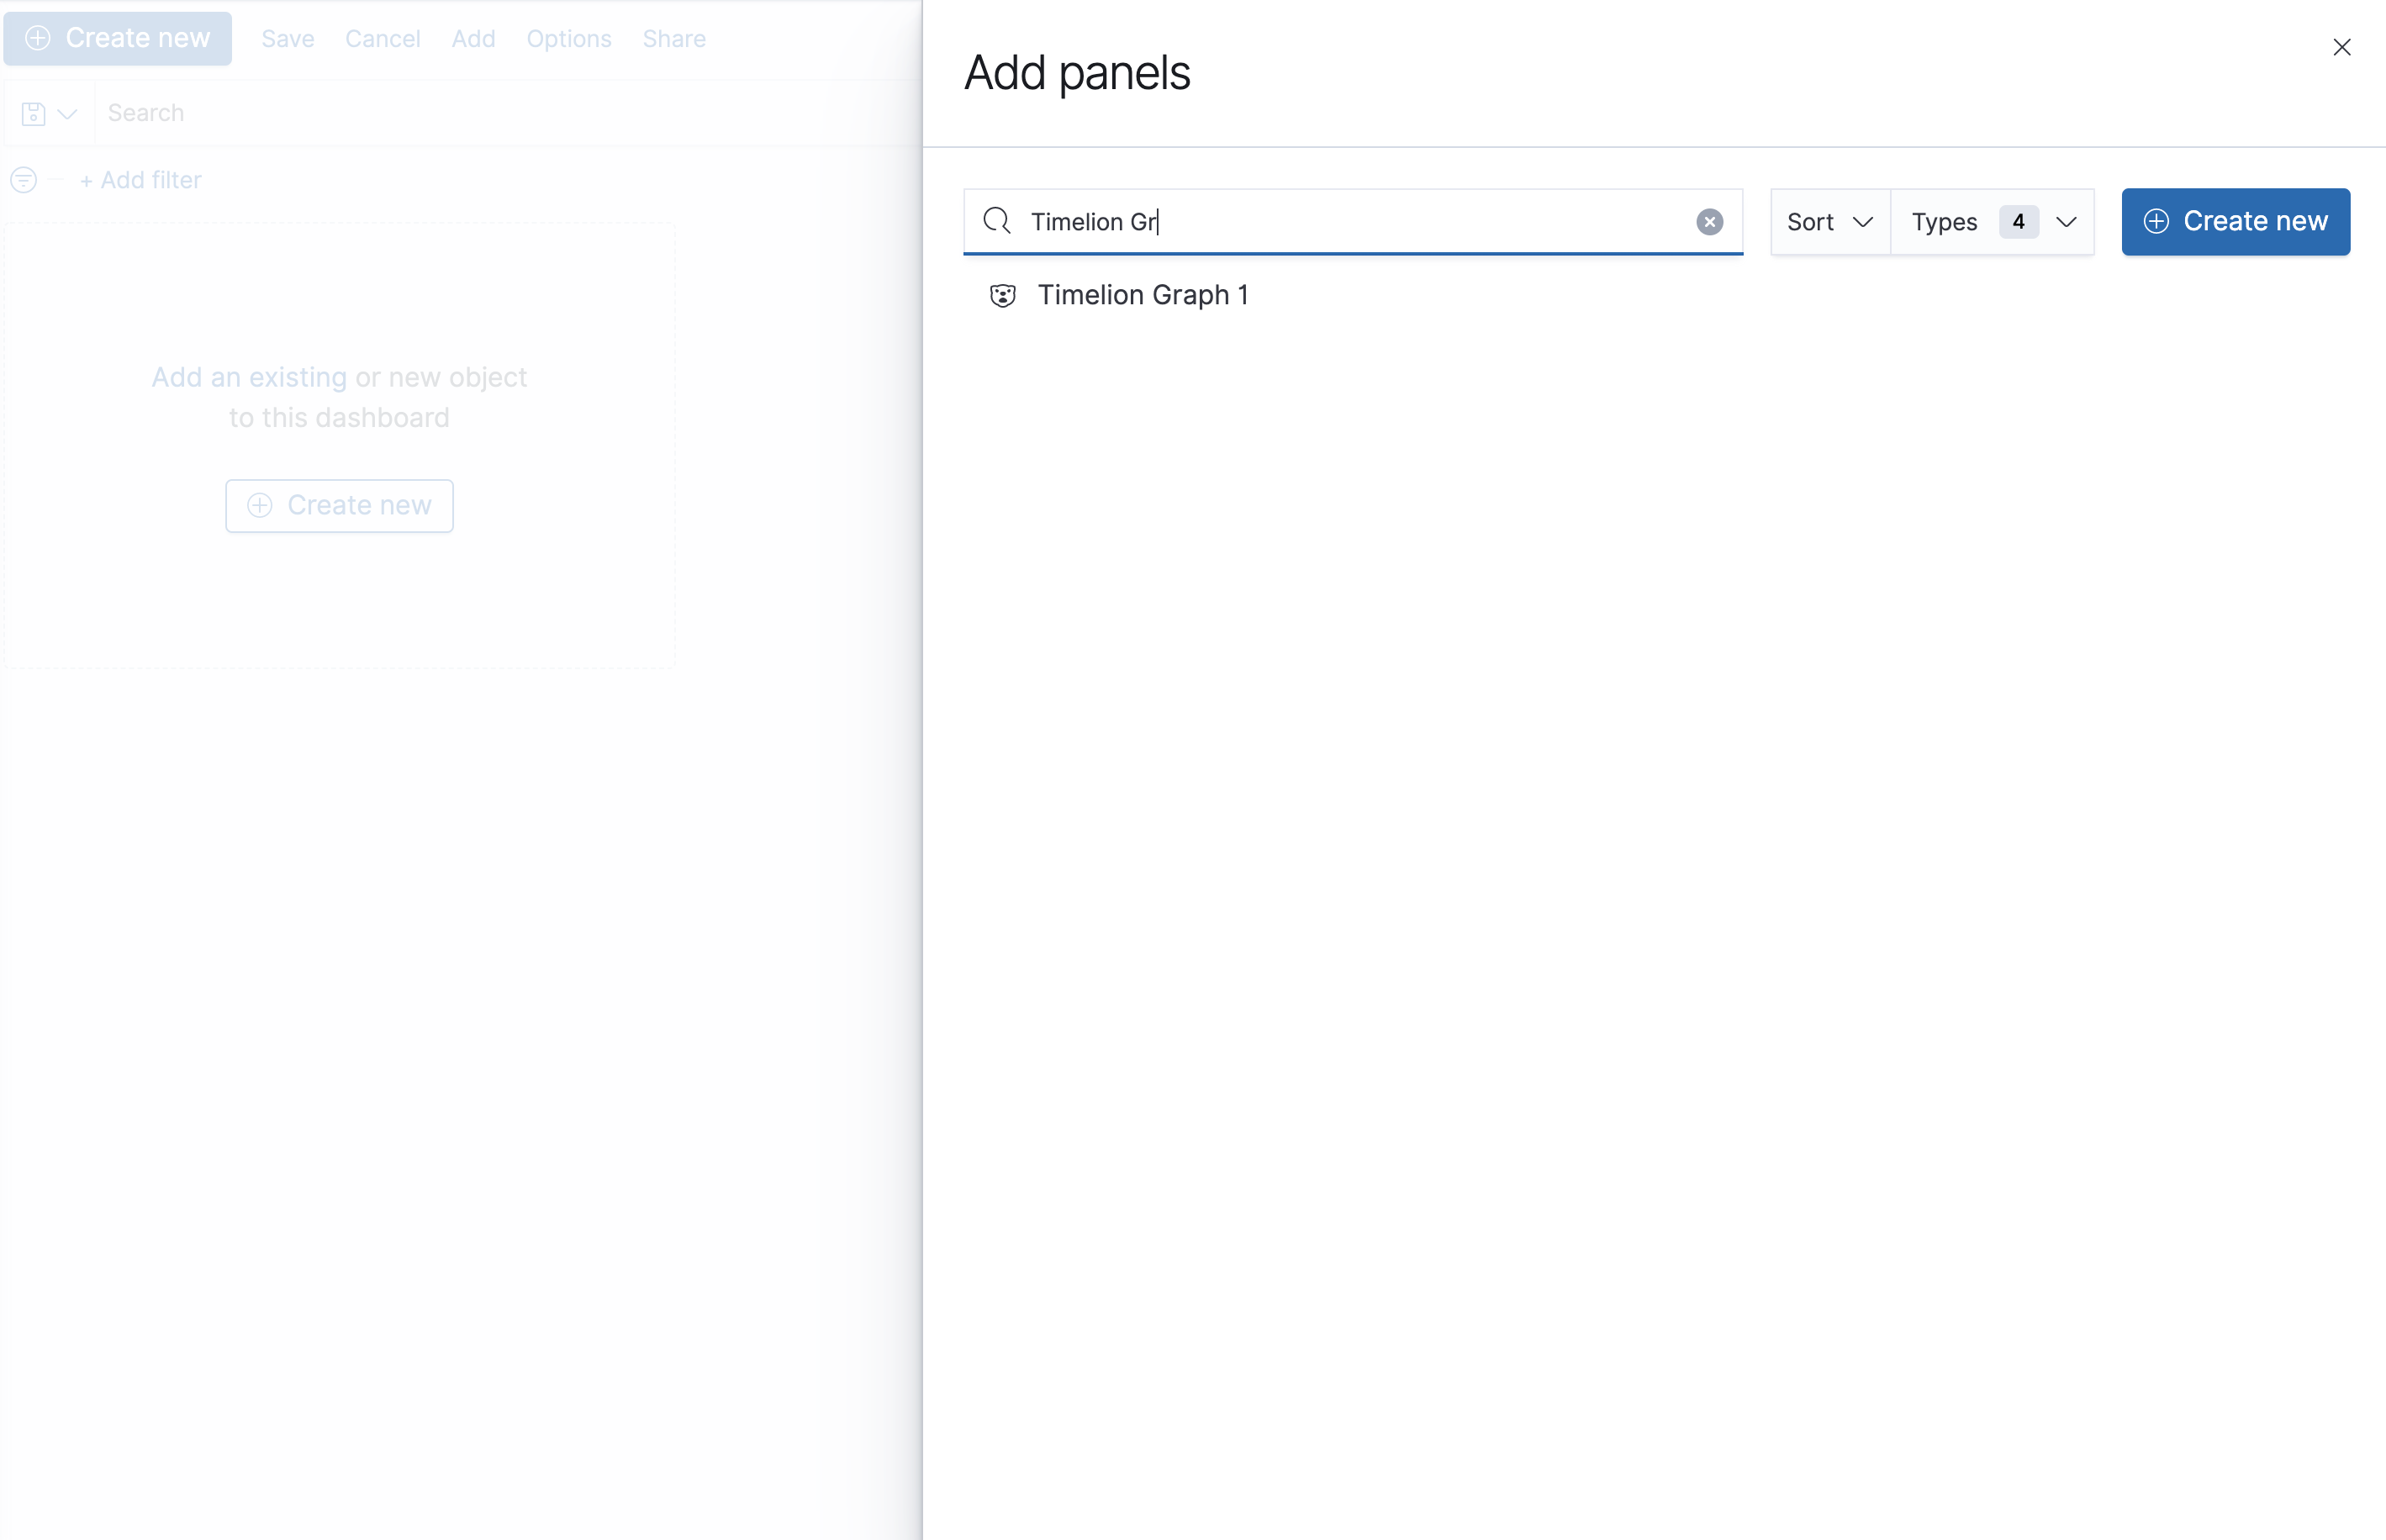 Create new Save Cancel Add Options Share
Search
+ Add filter
Add an existing or new object
to this dashboard
Create new
Add panels
Timelion Gr
Sort Types 4 Create new
Timelion Graph 1